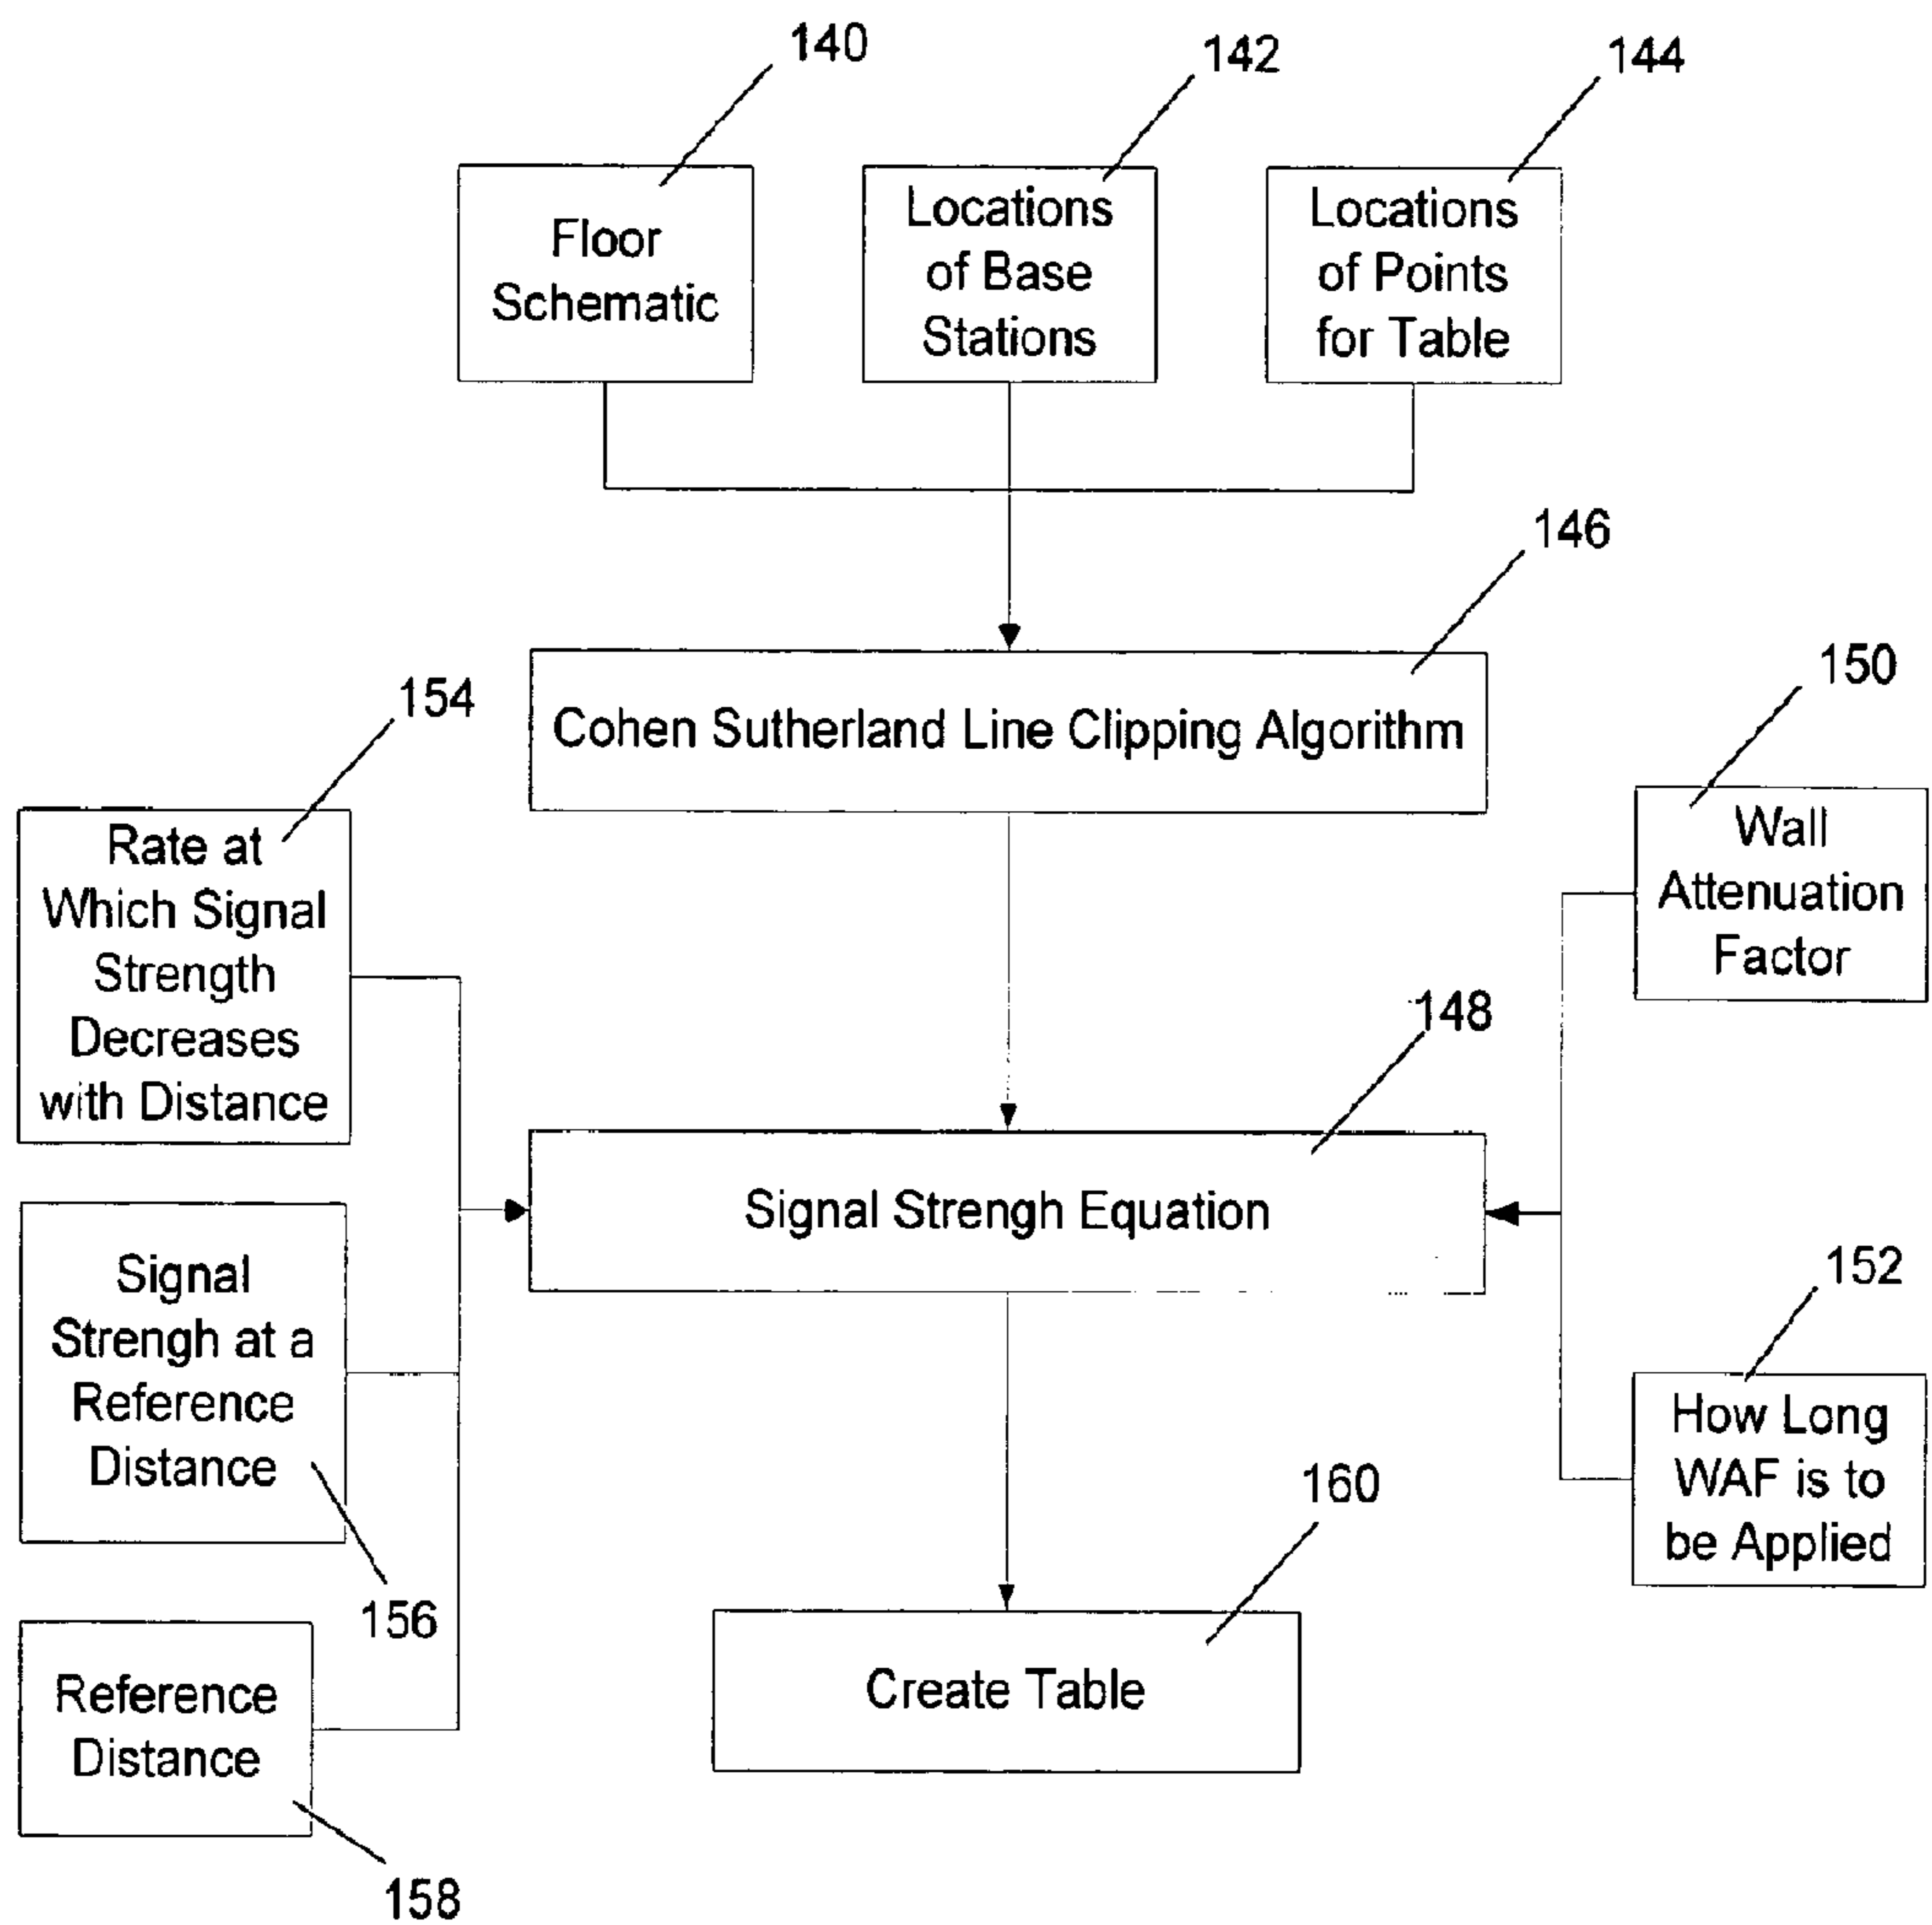 140
142
144
Floor
Schematic
Locations
of Base
Stations
Locations
of Points
for Table
146
Cohen Sutherland Line Clipping Algorithm
154
Rate at
Which Signal
Strength
Decreases
with Distance
150
Wall
Attenuation
Factor
148
Signal Strengh Equation
Signal
Strengh at a
Reference
Distance
156
152
How Long
WAF is to
be Applied
160
Create Table
Reference
Distance
158